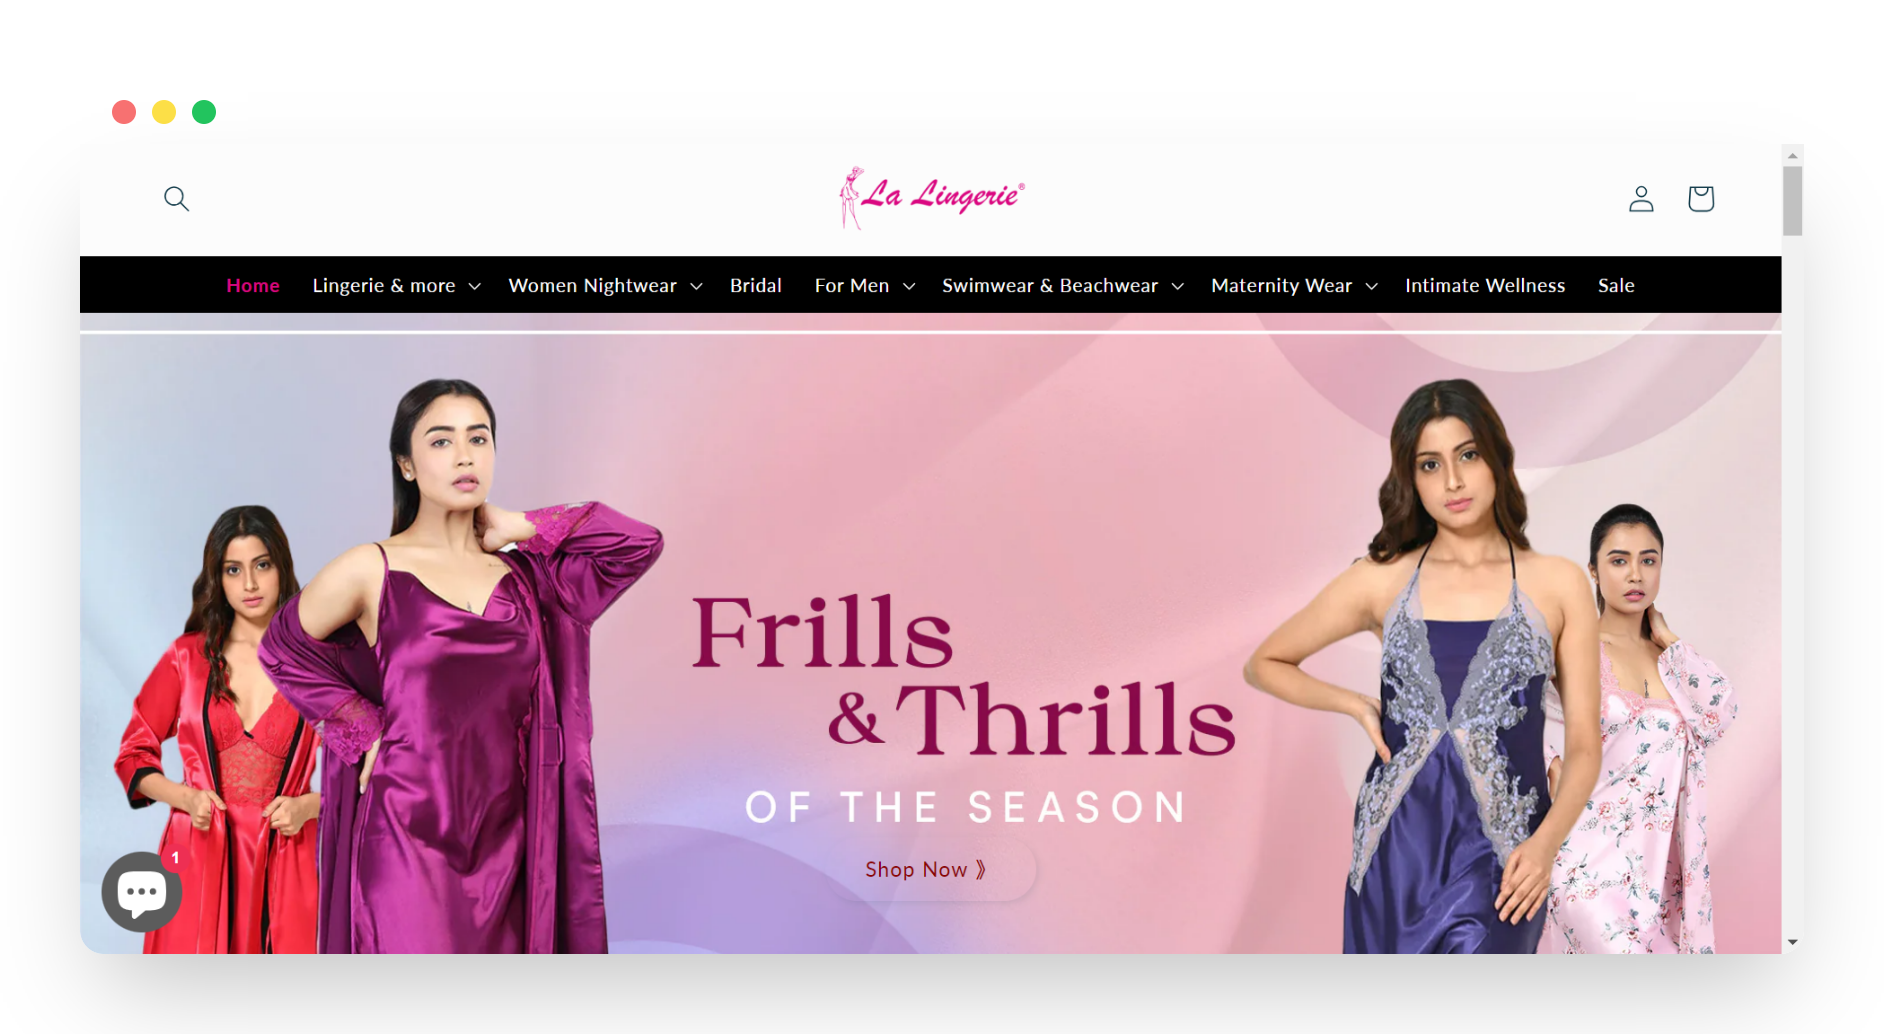 La Lingerie®
Home Lingerie & more Women Nightwear Bridal For Men Swimwear & Beachwear Maternity Wear Intimate Wellness Sale
Frills
& Thrills
OF THE SEASON
Shop Now 》
1